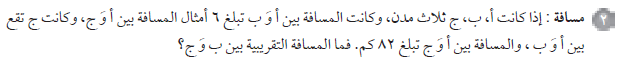 ٢ مسافة : إذا كانت أ، ب، ج ثلاث مدن، وكانت المسافة بين أ وَ ب تبلغ ٦ أمثال المسافة بين أ وَ ج، وكانت ج تقع
بين أ وَ ب ، والمسافة بين أ وَ ج تبلغ ٨٢ كم. فما المسافة التقريبية بين ب وَ ج؟